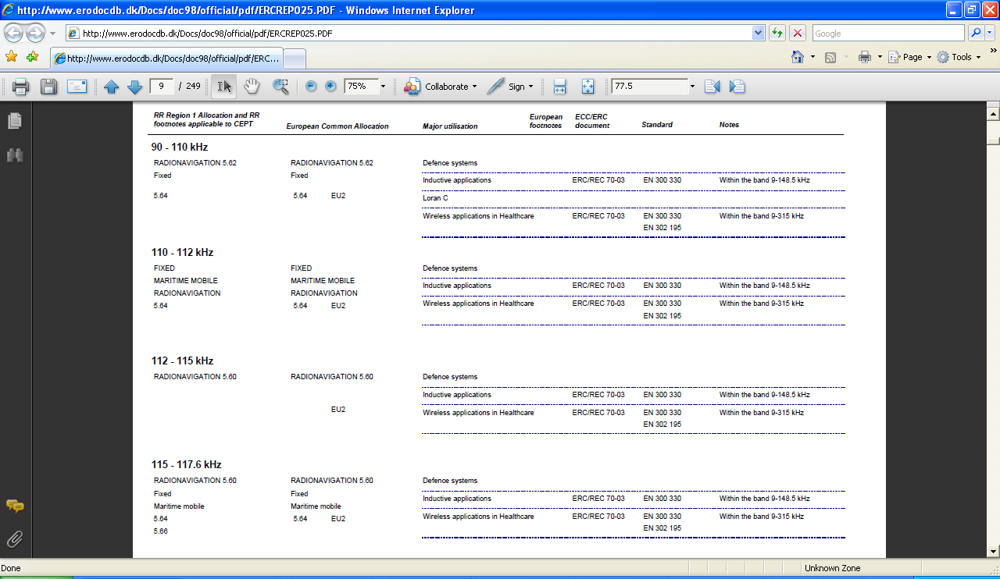 http://www.erodocdb.dk/Docs/doc98/official/pdf/ERCREP025.PDF - Windows Internet Explorer
http://www.erodocdb.dk/Docs/doc98/official/pdf/ERCREP025.PDF Google
http://www.erodocdb.dk/Docs/doc98/official/pdf/ERC... Page Tools »
9 / 249 75% Collaborate Sign 77.5
RR Region 1 Allocation and RR footnotes applicable to CEPT European Common Allocation Major utilisation European footnotes ECC/ERC document Standard Notes
90 - 110 kHz
RADIONAVIGATION 5.62 RADIONAVIGATION 5.62 Defence systems
Fixed Fixed
Inductive applications ERC/REC 70-03 EN 300 330 Within the band 9-148.5 kHz
5.64 5.64 EU2 Loran C
Wireless applications in Healthcare ERC/REC 70-03 EN 300 330 Within the band 9-315 kHz
EN 302 195
110 - 112 kHz
FIXED FIXED Defence systems
MARITIME MOBILE MARITIME MOBILE
Inductive applications ERC/REC 70-03 EN 300 330 Within the band 9-148.5 kHz
RADIONAVIGATION RADIONAVIGATION
5.64 5.64 EU2 Wireless applications in Healthcare ERC/REC 70-03 EN 300 330 Within the band 9-315 kHz
EN 302 195
112 - 115 kHz
RADIONAVIGATION 5.60 RADIONAVIGATION 5.60 Defence systems
Inductive applications ERC/REC 70-03 EN 300 330 Within the band 9-148.5 kHz
EU2 Wireless applications in Healthcare ERC/REC 70-03 EN 300 330 Within the band 9-315 kHz
EN 302 195
115 - 117.6 kHz
RADIONAVIGATION 5.60 RADIONAVIGATION 5.60 Defence systems
Fixed Fixed
Inductive applications ERC/REC 70-03 EN 300 330 Within the band 9-148.5 kHz
Maritime mobile Maritime mobile
5.64 5.64 EU2 Wireless applications in Healthcare ERC/REC 70-03 EN 300 330 Within the band 9-315 kHz
5.66 EN 302 195
Done Unknown Zone